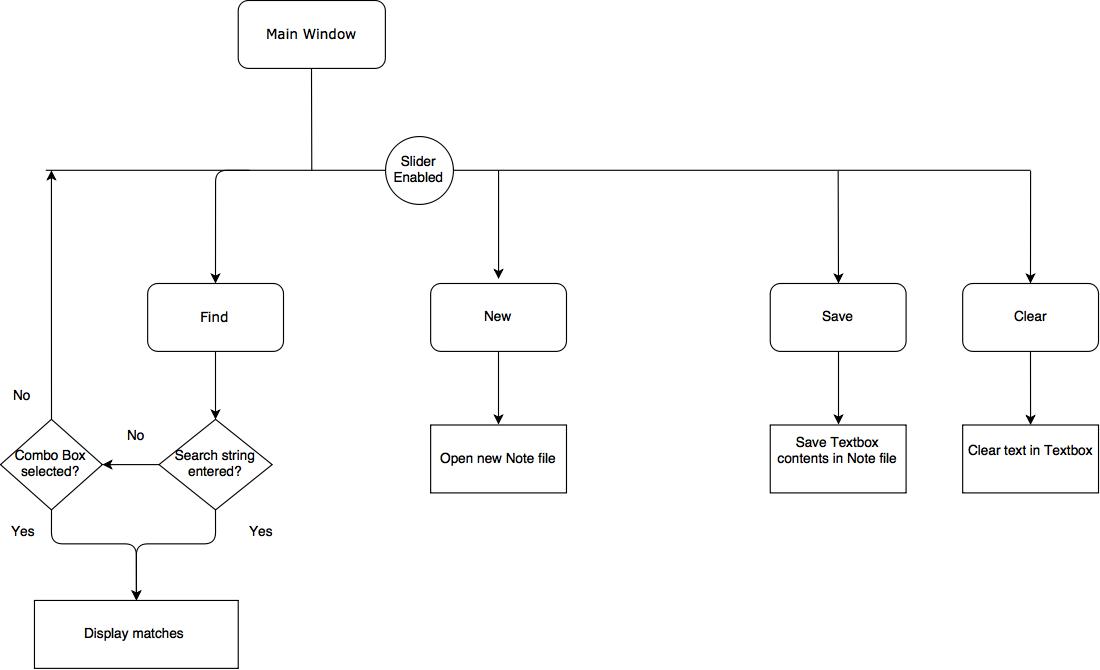 Main Window
Slider
Enabled
Find
New
Save
Clear
No
No
Combo Box
selected?
Search string
entered?
Open new Note file
Save Textbox
contents in Note file
Clear text in Textbox
Yes
Yes
Display matches